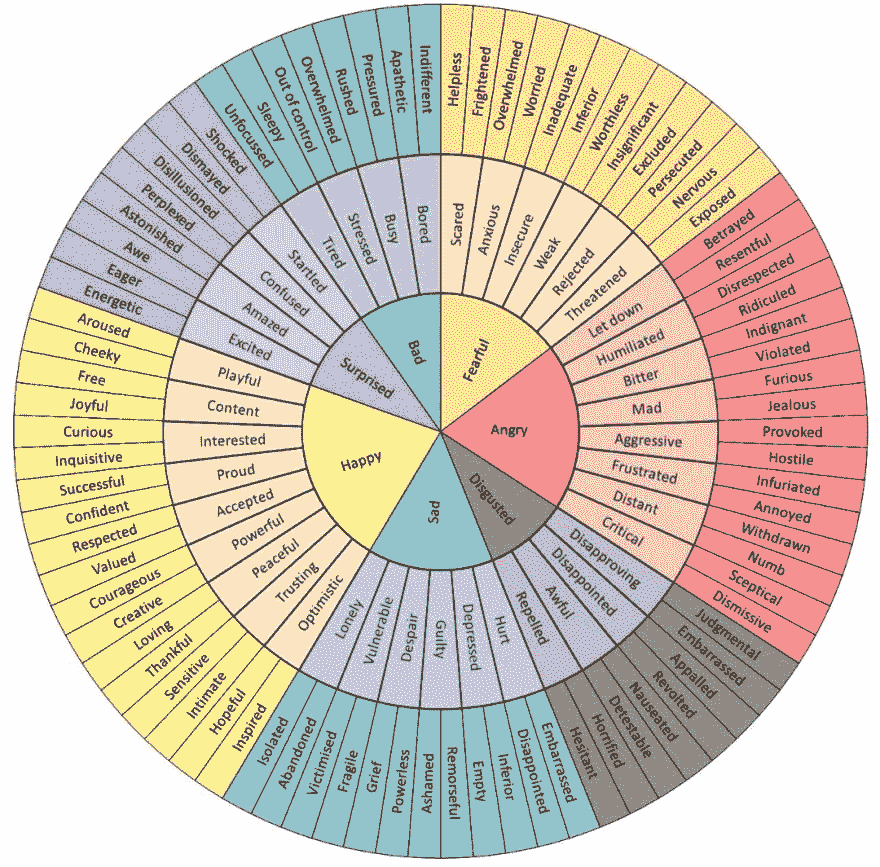 Fearful
Angry
Disgusted
Sad
Happy
Surprised
Bad
Scared
Anxious
Insecure
Weak
Rejected
Threatened
Let down
Humiliated
Bitter
Mad
Aggressive
Frustrated
Distant
Critical
Disapproving
Disappointed
Awful
Repelled
Hurt
Depressed
Guilty
Despair
Vulnerable
Lonely
Optimistic
Trusting
Peaceful
Powerful
Accepted
Proud
Interested
Content
Playful
Excited
Amazed
Confused
Startled
Tired
Stressed
Busy
Bored
Helpless
Frightened
Overwhelmed
Worried
Inadequate
Inferior
Worthless
Insignificant
Excluded
Persecuted
Nervous
Exposed
Betrayed
Resentful
Disrespected
Ridiculed
Indignant
Violated
Furious
Jealous
Provoked
Hostile
Infuriated
Annoyed
Withdrawn
Numb
Sceptical
Dismissive
Judgmental
Embarrassed
Appalled
Revolted
Nauseated
Detestable
Horrified
Hesitant
Embarrassed
Disappointed
Inferior
Empty
Remorseful
Ashamed
Powerless
Grief
Fragile
Victimised
Abandoned
Isolated
Inspired
Hopeful
Intimate
Sensitive
Thankful
Loving
Creative
Courageous
Valued
Respected
Confident
Successful
Inquisitive
Curious
Joyful
Free
Cheeky
Aroused
Energetic
Eager
Awe
Astonished
Perplexed
Disillusioned
Dismayed
Shocked
Unfocussed
Sleepy
Out of control
Overwhelmed
Rushed
Pressured
Apathetic
Indifferent